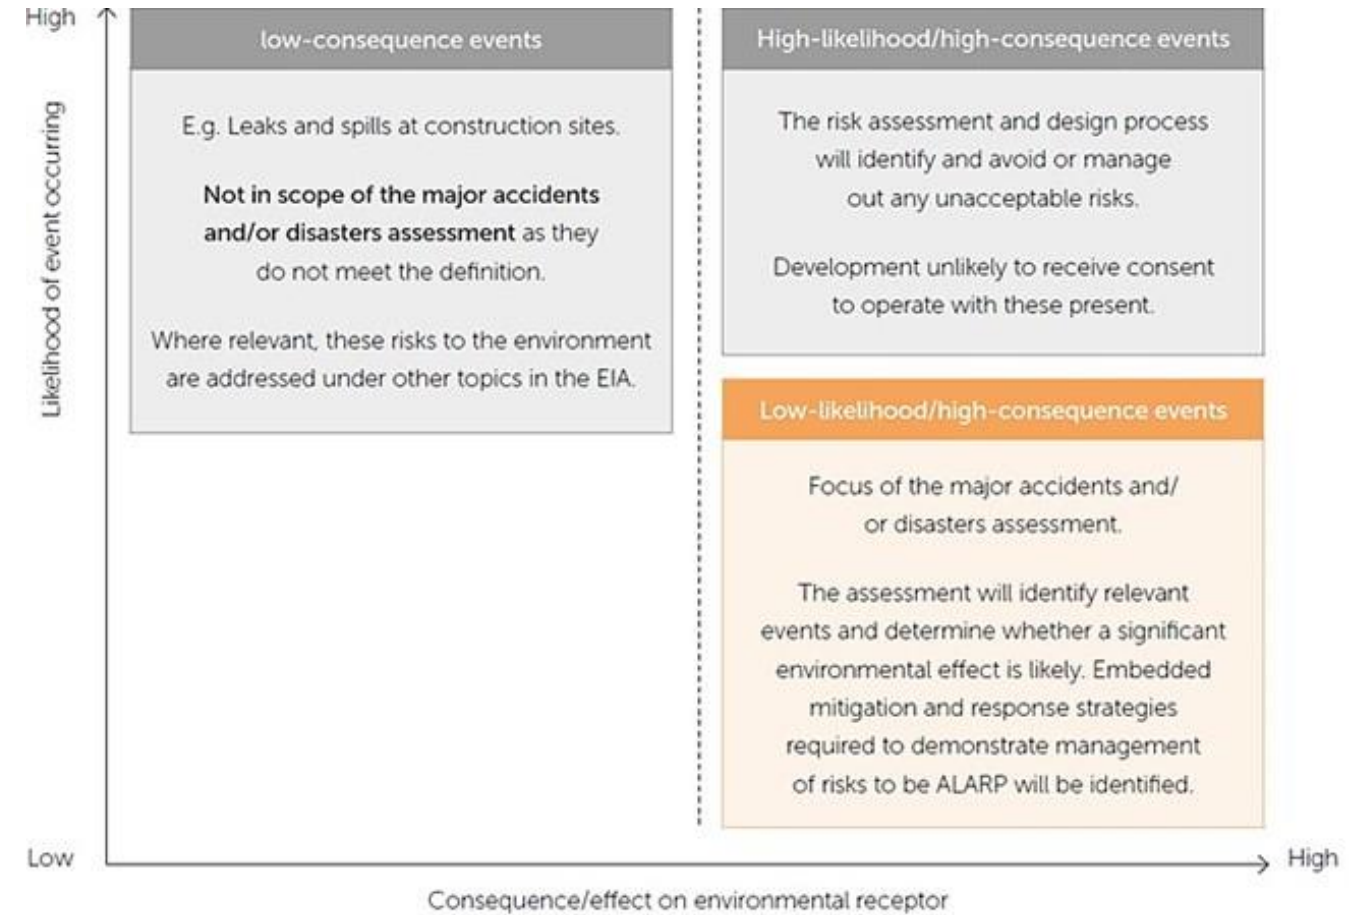 High
Likelihood of event occurring
low-consequence events
E.g. Leaks and spills at construction sites.
Not in scope of the major accidents
and/or disasters assessment as they
do not meet the definition.
Where relevant, these risks to the environment
are addressed under other topics in the EIA.
High-likelihood/high-consequence events
The risk assessment and design process
will identify and avoid or manage
out any unacceptable risks.
Development unlikely to receive consent
to operate with these present.
Low-likelihood/high-consequence events
Focus of the major accidents and/
or disasters assessment.
The assessment will identify relevant
events and determine whether a significant
environmental effect is likely. Embedded
mitigation and response strategies
required to demonstrate management
of risks to be ALARP will be identified.
Low
High
Consequence/effect on environmental receptor